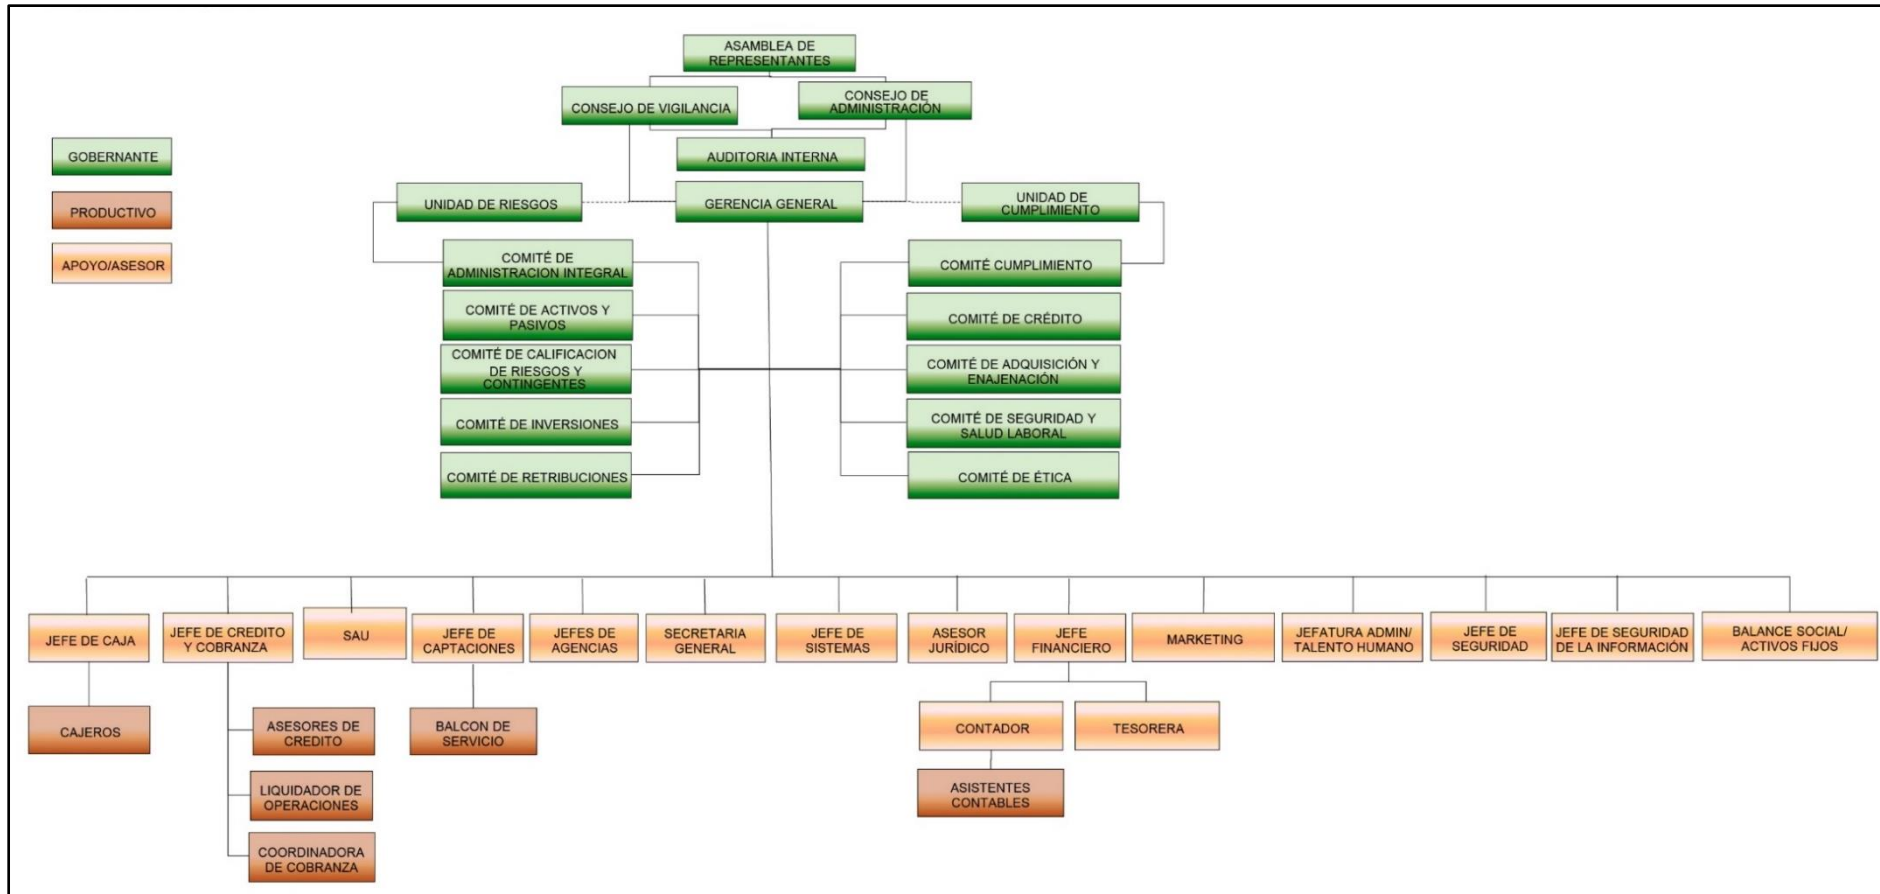 ASAMBLEA DE
REPRESENTANTES
CONSEJO DE VIGILANCIA
CONSEJO DE
ADMINISTRACIÓN
AUDITORIA INTERNA
GOBERNANTE
PRODUCTIVO
APOYO/ASESOR
UNIDAD DE RIESGOS
GERENCIA GENERAL
UNIDAD DE
CUMPLIMIENTO
COMITÉ DE
ADMINISTRACION INTEGRAL
COMITÉ CUMPLIMIENTO
COMITÉ DE ACTIVOS Y
PASIVOS
COMITÉ DE CRÉDITO
COMITÉ DE CALIFICACION
DE RIESGOS Y
CONTINGENTES
COMITÉ DE ADQUISICIÓN Y
ENAJENACIÓN
COMITÉ DE INVERSIONES
COMITÉ DE SEGURIDAD Y
SALUD LABORAL
COMITÉ DE RETRIBUCIONES
COMITÉ DE ÉTICA
JEFE DE CAJA
JEFE DE CREDITO
Y COBRANZA
SAU
JEFE DE
CAPTACIONES
JEFES DE
AGENCIAS
SECRETARIA
GENERAL
JEFE DE
SISTEMAS
ASESOR
JURÍDICO
JEFE
FINANCIERO
MARKETING
JEFATURA ADMIN/
TALENTO HUMANO
JEFE DE
SEGURIDAD
JEFE DE SEGURIDAD
DE LA INFORMACIÓN
BALANCE SOCIAL/
ACTIVOS FIJOS
CAJEROS
ASESORES DE
CREDITO
BALCON DE
SERVICIO
CONTADOR
TESORERA
LIQUIDADOR DE
OPERACIONES
ASISTENTES
CONTABLES
COORDINADORA
DE COBRANZA